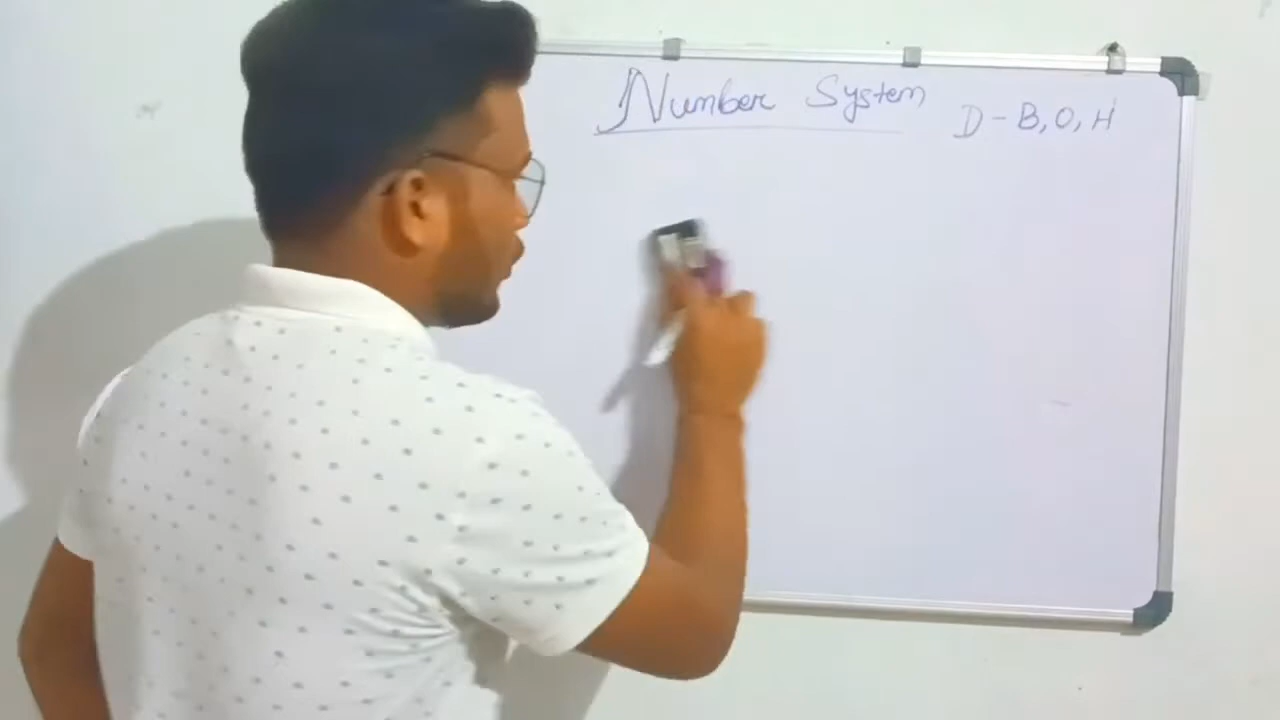 Number System
D - B, O, H